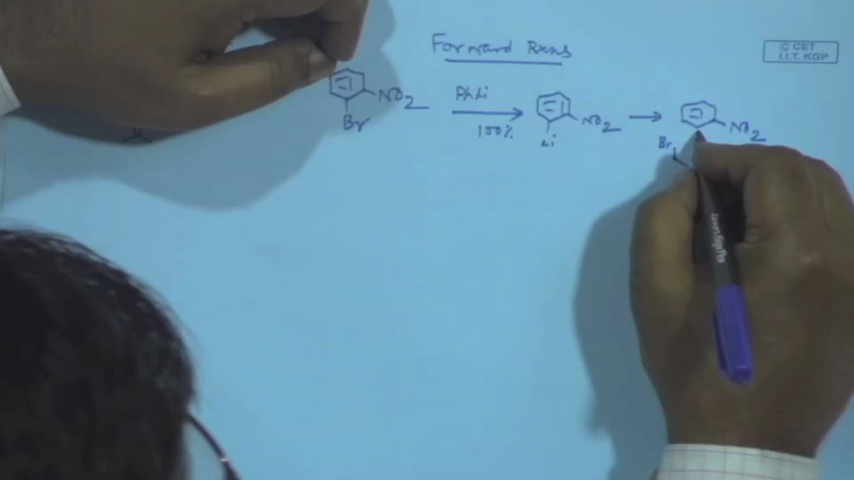 Forward Rxns
© CET
I.I.T. KGP
NO2
Br
PhLi
100%
NO2
Li
NO2
Br